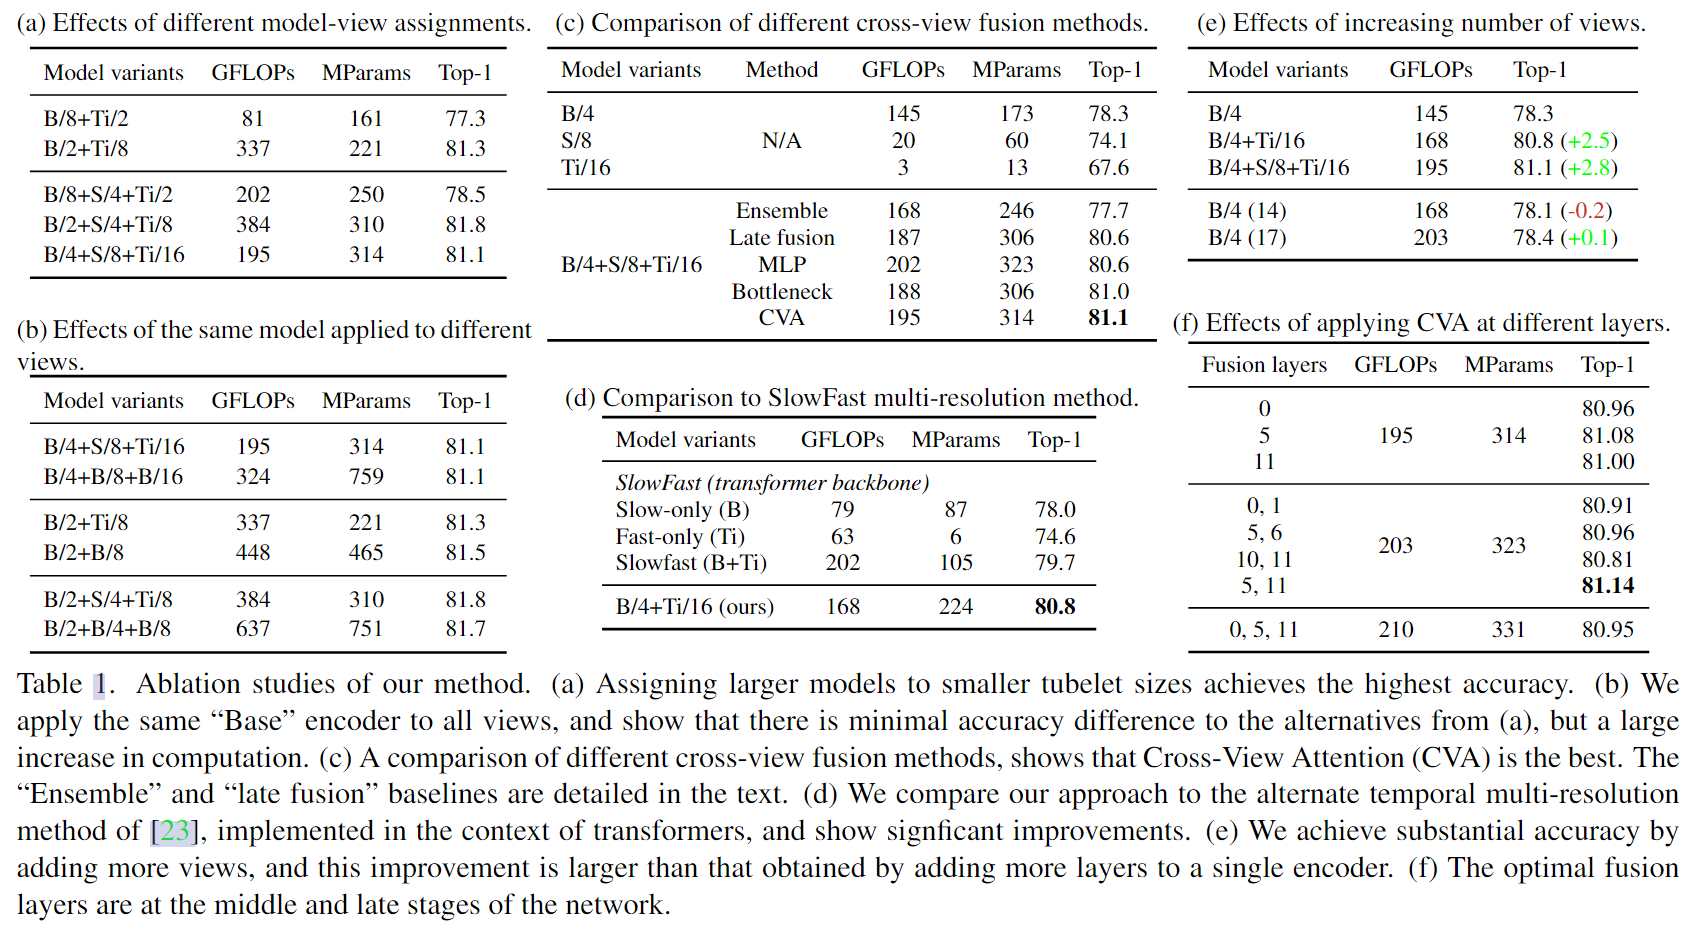 (a) Effects of different model-view assignments.
Model variants GFLOPs MParams Top-1
B/8+Ti/2 81 161 77.3
B/2+Ti/8 337 221 81.3
B/8+S/4+Ti/2 202 250 78.5
B/2+S/4+Ti/8 384 310 81.8
B/4+S/8+Ti/16 195 314 81.1
(b) Effects of the same model applied to different
views.
Model variants GFLOPs MParams Top-1
B/4+S/8+Ti/16 195 314 81.1
B/4+B/8+B/16 324 759 81.1
B/2+Ti/8 337 221 81.3
B/2+B/8 448 465 81.5
B/2+S/4+Ti/8 384 310 81.8
B/2+B/4+B/8 637 751 81.7
(c) Comparison of different cross-view fusion methods.
Model variants Method GFLOPs MParams Top-1
B/4 145 173 78.3
S/8 N/A 20 60 74.1
Ti/16 3 13 67.6
Ensemble 168 246 77.7
Late fusion 187 306 80.6
B/4+S/8+Ti/16 MLP 202 323 80.6
Bottleneck 188 306 81.0
CVA 195 314 81.1
(d) Comparison to SlowFast multi-resolution method.
Model variants GFLOPs MParams Top-1
SlowFast (transformer backbone)
Slow-only (B) 79 87 78.0
Fast-only (Ti) 63 6 74.6
Slowfast (B+Ti) 202 105 79.7
B/4+Ti/16 (ours) 168 224 80.8
(e) Effects of increasing number of views.
Model variants GFLOPs Top-1
B/4 145 78.3
B/4+Ti/16 168 80.8 (+2.5)
B/4+S/8+Ti/16 195 81.1 (+2.8)
B/4 (14) 168 78.1 (-0.2)
B/4 (17) 203 78.4 (+0.1)
(f) Effects of applying CVA at different layers.
Fusion layers GFLOPs MParams Top-1
0 80.96
5 195 314 81.08
11 81.00
0, 1 80.91
5, 6 80.96
203 323
10, 11 80.81
5, 11 81.14
0, 5, 11 210 331 80.95
Table 1. Ablation studies of our method. (a) Assigning larger models to smaller tubelet sizes achieves the highest accuracy. (b) We
apply the same “Base” encoder to all views, and show that there is minimal accuracy difference to the alternatives from (a), but a large
increase in computation. (c) A comparison of different cross-view fusion methods, shows that Cross-View Attention (CVA) is the best. The
“Ensemble” and “late fusion” baselines are detailed in the text. (d) We compare our approach to the alternate temporal multi-resolution
method of [23], implemented in the context of transformers, and show signficant improvements. (e) We achieve substantial accuracy by
adding more views, and this improvement is larger than that obtained by adding more layers to a single encoder. (f) The optimal fusion
layers are at the middle and late stages of the network.